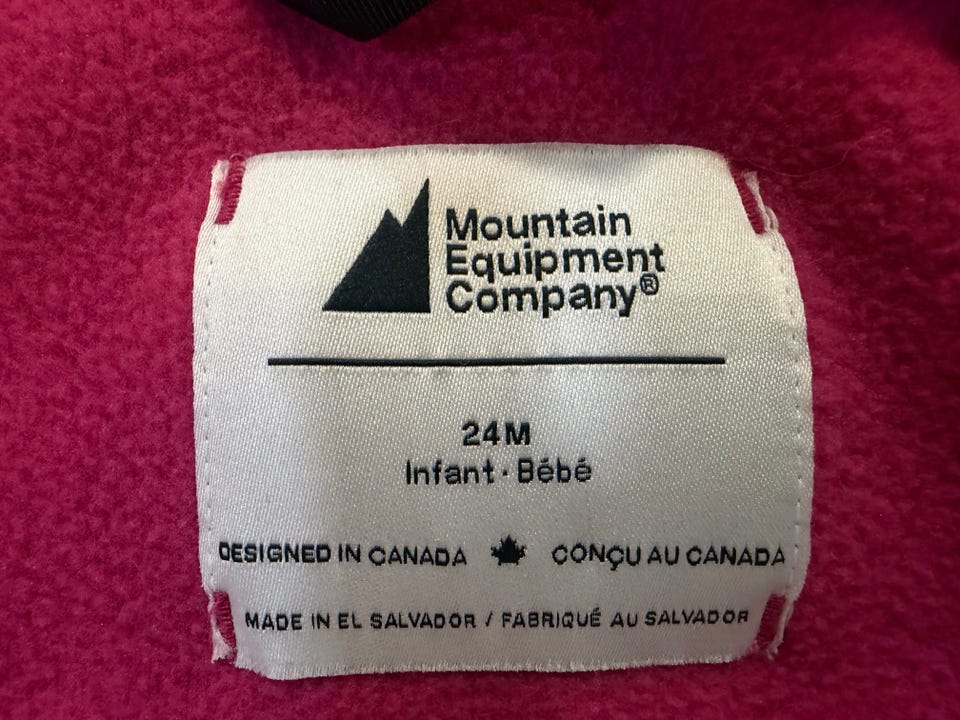 Mountain
Equipment
Company®
24M
Infant · Bébé
DESIGNED IN CANADA CONÇU AU CANADA
MADE IN EL SALVADOR / FABRIQUÉ AU SALVADOR